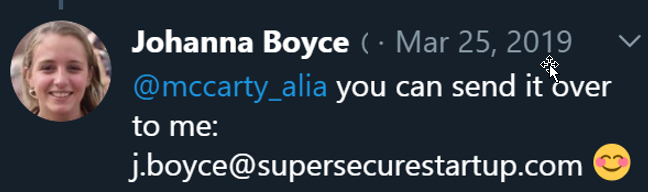 Johanna Boyce ( · Mar 25, 2019
@mccarty_alia you can send it over
to me:
j.boyce@supersecurestartup.com 😊